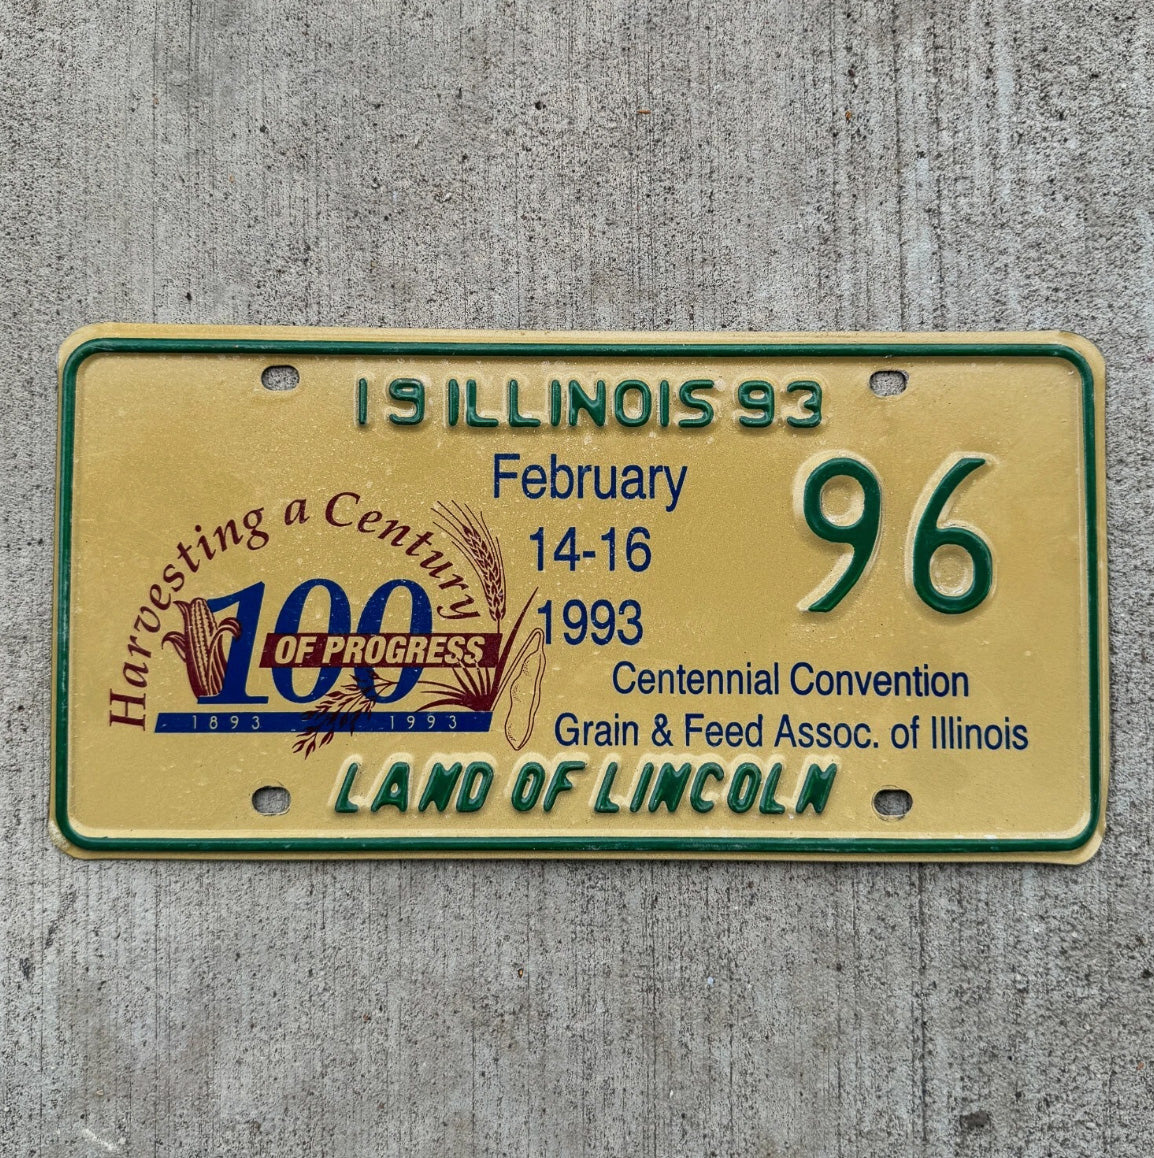 19 ILLINOIS 93
February
14-16
1993
96
Harvesting a Century
100
OF PROGRESS
1893 1993
Centennial Convention
Grain & Feed Assoc. of Illinois
LAND OF LINCOLN